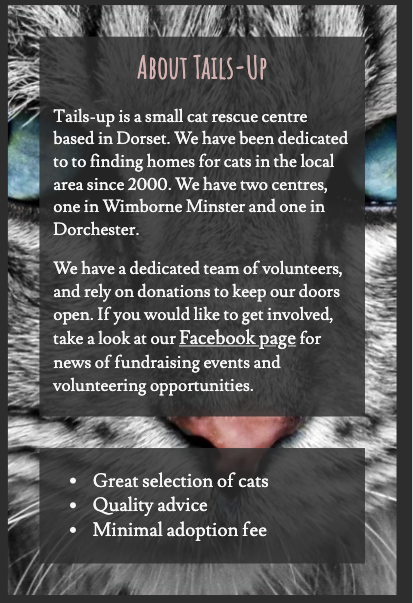 About Tails-Up
Tails-up is a small cat rescue centre
based in Dorset. We have been dedicated
to to finding homes for cats in the local
area since 2000. We have two centres,
one in Wimborne Minster and one in
Dorchester.
We have a dedicated team of volunteers,
and rely on donations to keep our doors
open. If you would like to get involved,
take a look at our Facebook page for
news of fundraising events and
volunteering opportunities.
• Great selection of cats
• Quality advice
• Minimal adoption fee